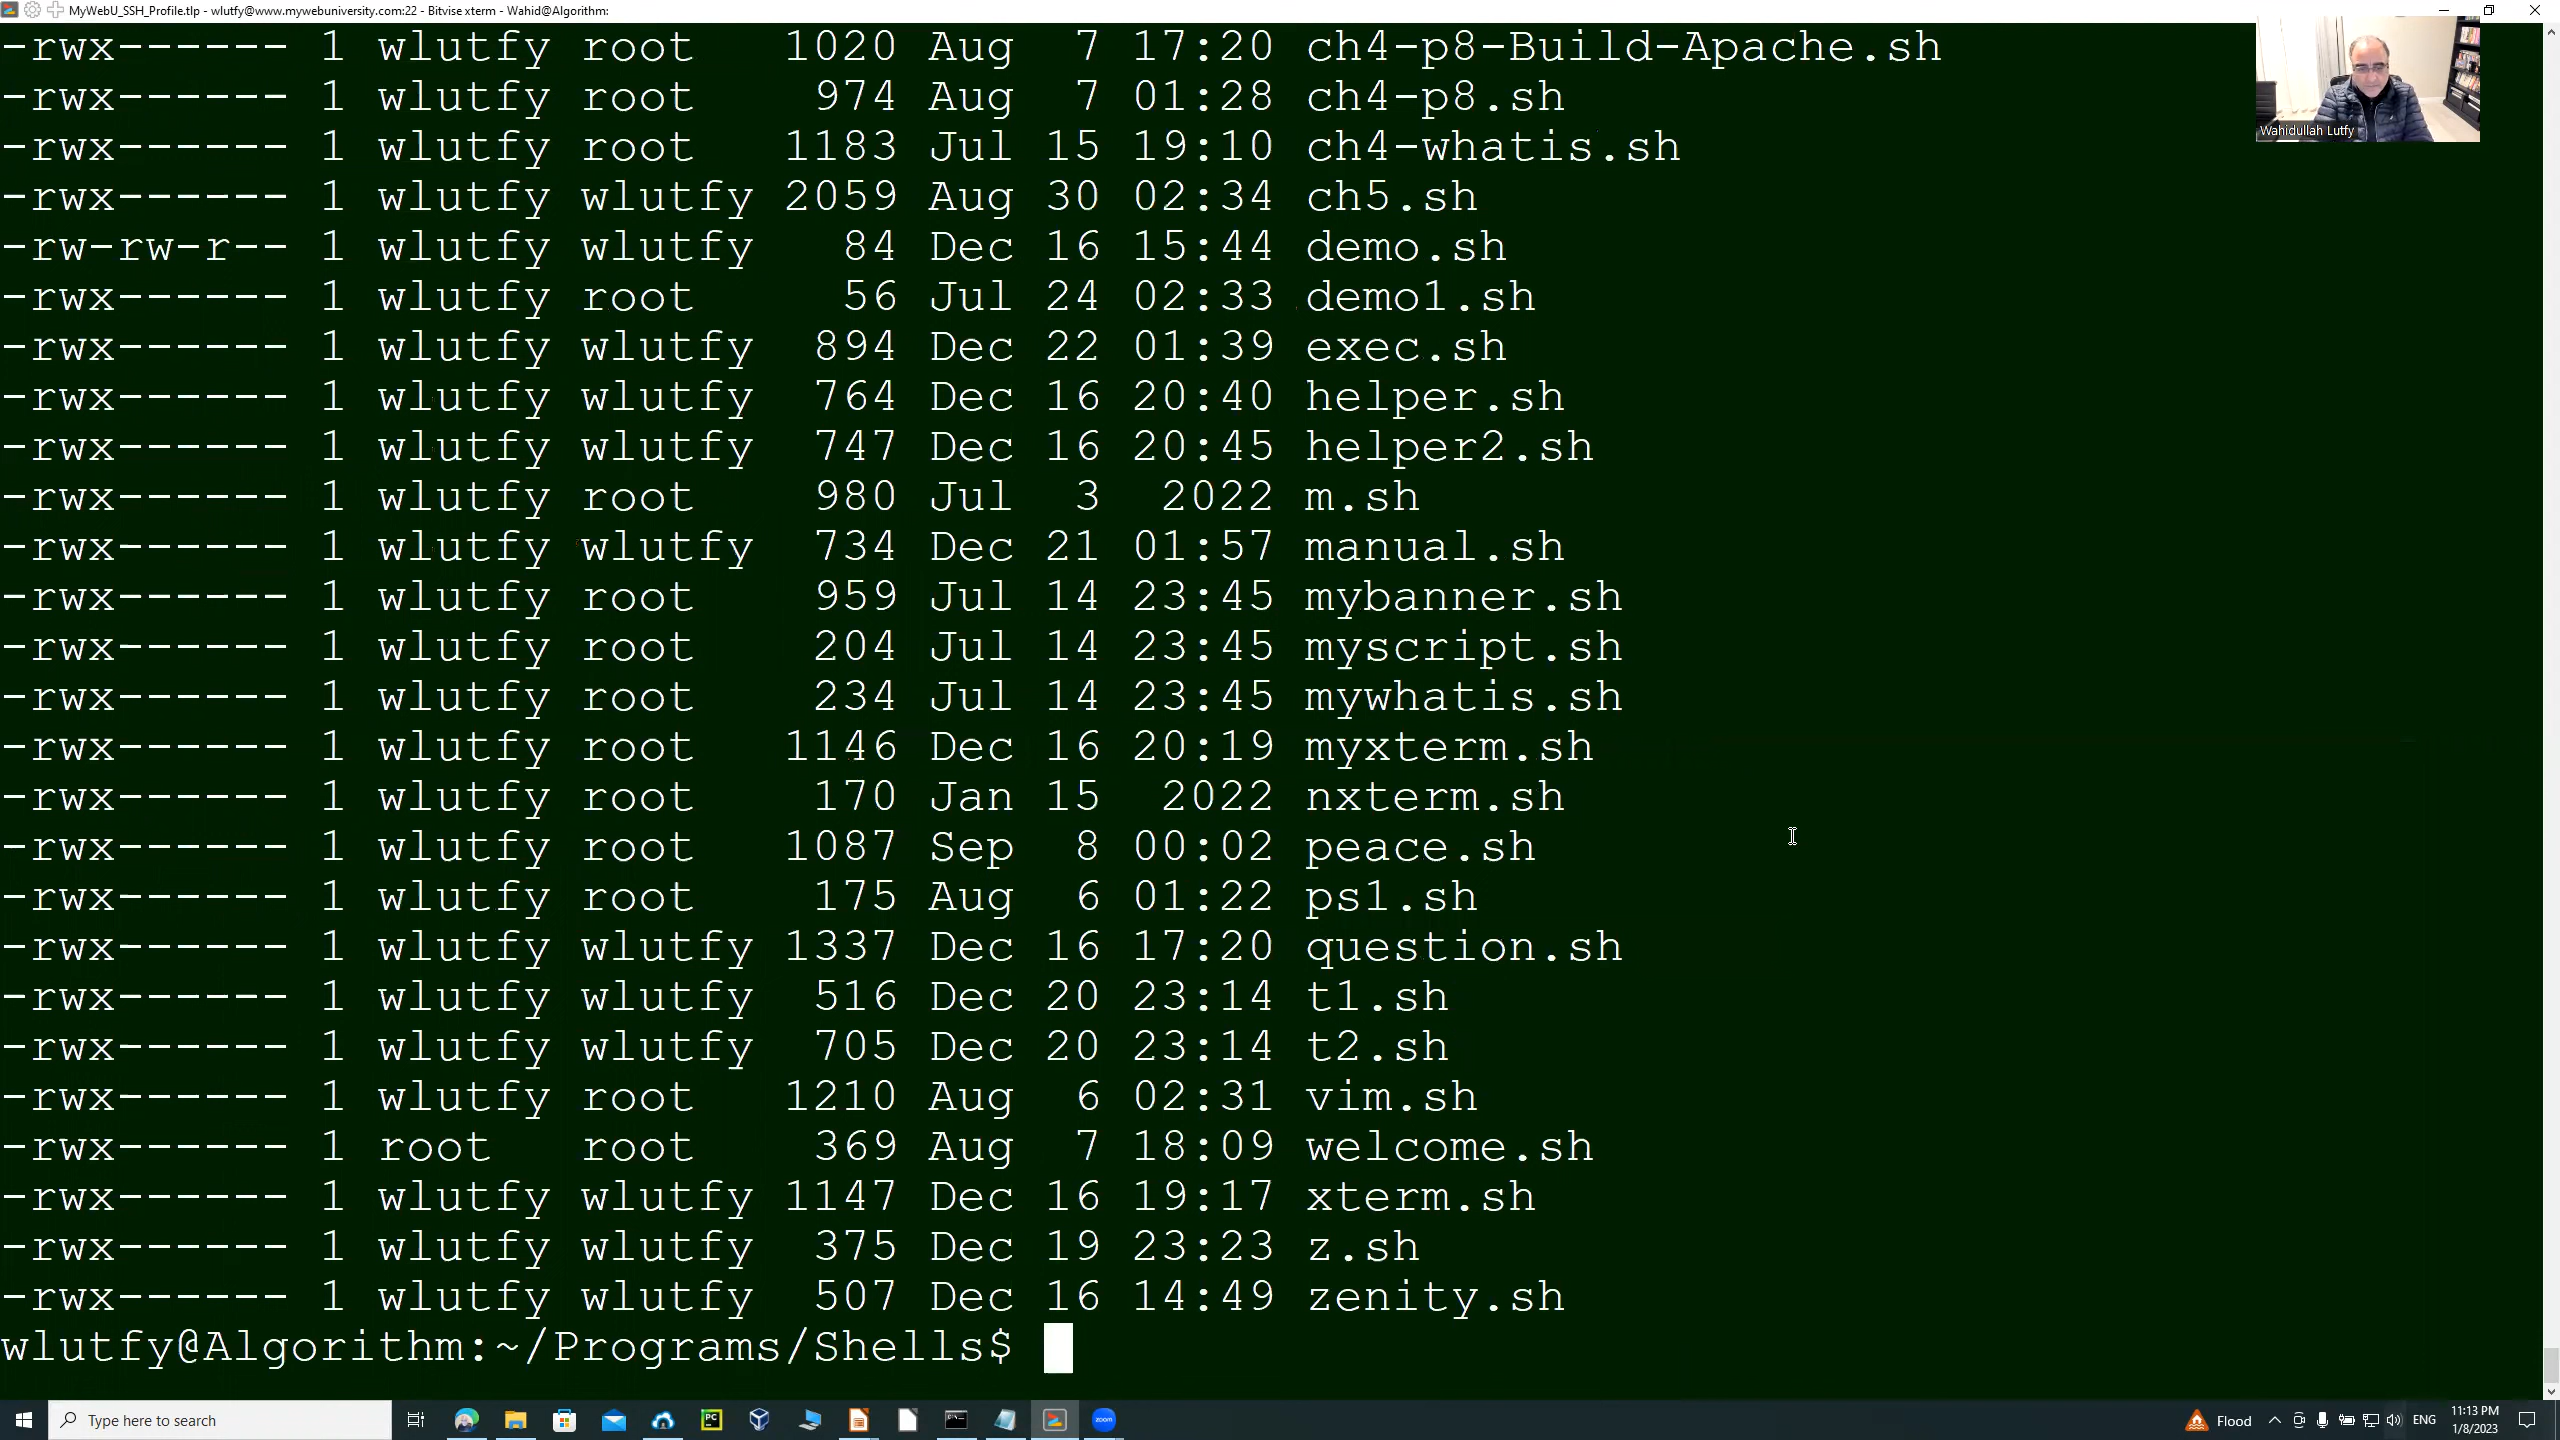 MyWebU_SSH_Profile.tlp - wlutfy@www.mywebuniversity.com:22 - Bitvise xterm - Wahid@Algorithm:
-rwx------ 1 wlutfy root   1020 Aug  7 17:20 ch4-p8-Build-Apache.sh
-rwx------ 1 wlutfy root    974 Aug  7 01:28 ch4-p8.sh
-rwx------ 1 wlutfy root   1183 Jul 15 19:10 ch4-whatis.sh
-rwx------ 1 wlutfy wlutfy 2059 Aug 30 02:34 ch5.sh
-rw-rw-r-- 1 wlutfy wlutfy   84 Dec 16 15:44 demo.sh
-rwx------ 1 wlutfy root     56 Jul 24 02:33 demo1.sh
-rwx------ 1 wlutfy wlutfy  894 Dec 22 01:39 exec.sh
-rwx------ 1 wlutfy wlutfy  764 Dec 16 20:40 helper.sh
-rwx------ 1 wlutfy wlutfy  747 Dec 16 20:45 helper2.sh
-rwx------ 1 wlutfy root    980 Jul  3  2022 m.sh
-rwx------ 1 wlutfy wlutfy  734 Dec 21 01:57 manual.sh
-rwx------ 1 wlutfy root    959 Jul 14 23:45 mybanner.sh
-rwx------ 1 wlutfy root    204 Jul 14 23:45 myscript.sh
-rwx------ 1 wlutfy root    234 Jul 14 23:45 mywhatis.sh
-rwx------ 1 wlutfy root   1146 Dec 16 20:19 myxterm.sh
-rwx------ 1 wlutfy root    170 Jan 15  2022 nxterm.sh
-rwx------ 1 wlutfy root   1087 Sep  8 00:02 peace.sh
-rwx------ 1 wlutfy root    175 Aug  6 01:22 ps1.sh
-rwx------ 1 wlutfy wlutfy 1337 Dec 16 17:20 question.sh
-rwx------ 1 wlutfy wlutfy  516 Dec 20 23:14 t1.sh
-rwx------ 1 wlutfy wlutfy  705 Dec 20 23:14 t2.sh
-rwx------ 1 wlutfy root   1210 Aug  6 02:31 vim.sh
-rwx------ 1 root   root    369 Aug  7 18:09 welcome.sh
-rwx------ 1 wlutfy wlutfy 1147 Dec 16 19:17 xterm.sh
-rwx------ 1 wlutfy wlutfy  375 Dec 19 23:23 z.sh
-rwx------ 1 wlutfy wlutfy  507 Dec 16 14:49 zenity.sh
wlutfy@Algorithm:~/Programs/Shells$
Wahidullah Lutfy
Type here to search
PC
zoom
Flood
ENG
11:13 PM
1/8/2023